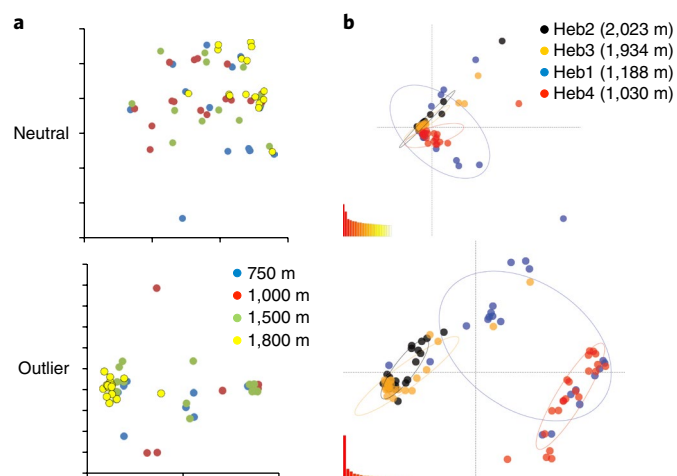 a
b
Neutral
Heb2 (2,023 m)
Heb3 (1,934 m)
Heb1 (1,188 m)
Heb4 (1,030 m)
Outlier
750 m
1,000 m
1,500 m
1,800 m